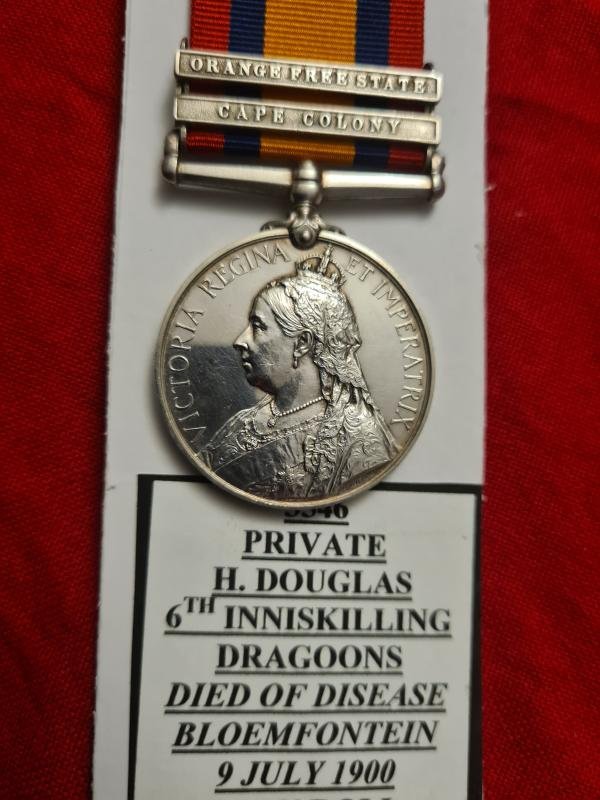 ORANGE FREE STATE
CAPE COLONY
VICTORIA REGINA ET IMPERATRIX
PRIVATE
H. DOUGLAS
6TH INNISKILLING
DRAGOONS
DIED OF DISEASE
BLOEMFONTEIN
9 JULY 1900